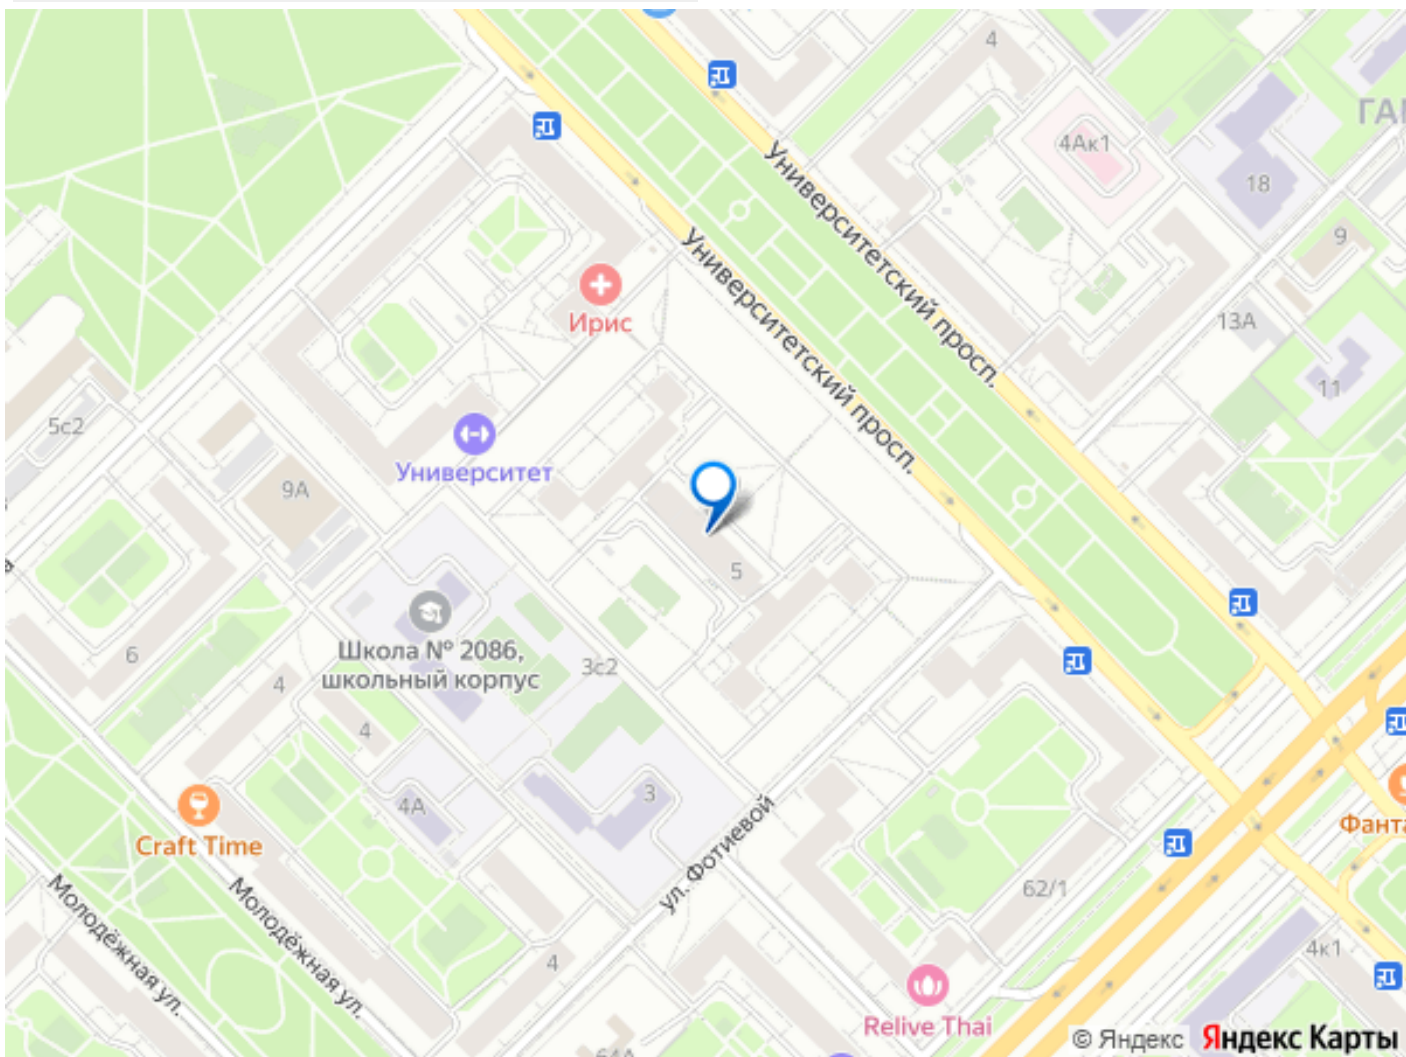 4
ГА
4Ак1
18
Университетский просп.
9
Университетский просп.
Ирис
13А
11
5с2
Университет
9А
5
Школа № 2086,
школьный корпус
3с2
6
4
4
3
4А
Craft Time
ул. Фотиевой
Фанта
62/1
Молодёжная ул.
Молодёжная ул.
4
4к1
Relive Thai
64А
© Яндекс Яндекс Карты